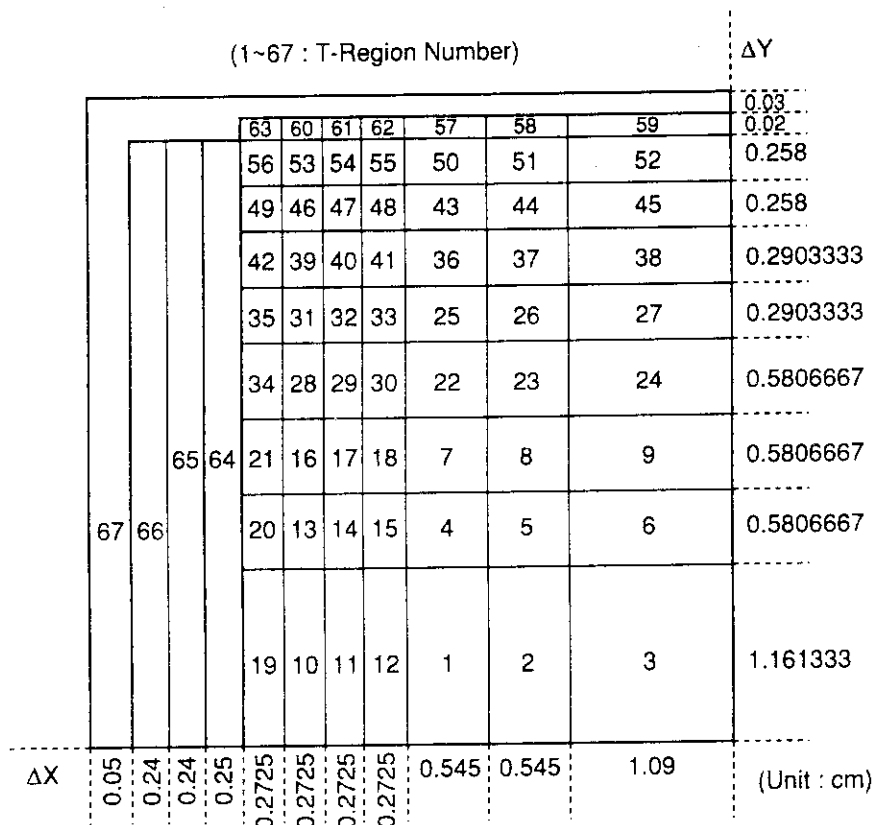 (1~67 : T-Region Number) ΔY
0.03
63 60 61 62 57 58 59 0.02
56 53 54 55 50 51 52 0.258
49 46 47 48 43 44 45 0.258
42 39 40 41 36 37 38 0.2903333
35 31 32 33 25 26 27 0.2903333
34 28 29 30 22 23 24 0.5806667
65 64 21 16 17 18 7 8 9 0.5806667
67 66 20 13 14 15 4 5 6 0.5806667
19 10 11 12 1 2 3 1.161333
ΔX 0.05 0.24 0.24 0.25 0.2725 0.2725 0.2725 0.2725 0.545 0.545 1.09 (Unit : cm)